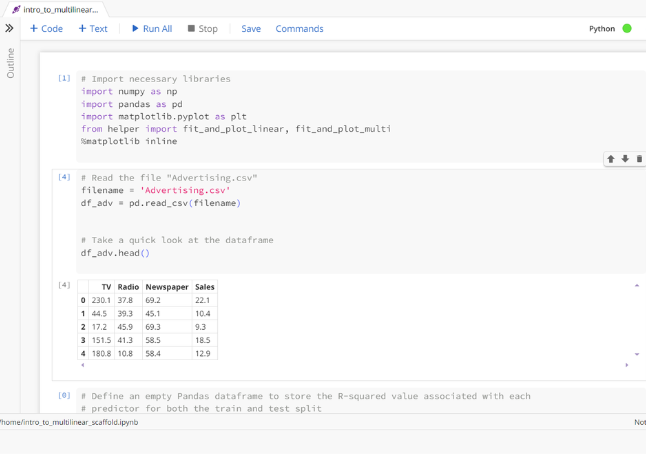 intro_to_multilinear...
+ Code + Text Run All Stop Save Commands Python
Outline
[1] # Import necessary libraries
import numpy as np
import pandas as pd
import matplotlib.pyplot as plt
from helper import fit_and_plot_linear, fit_and_plot_multi
%matplotlib inline
[4] # Read the file "Advertising.csv"
filename = 'Advertising.csv'
df_adv = pd.read_csv(filename)
# Take a quick look at the dataframe
df_adv.head()
[4] TV Radio Newspaper Sales
0 230.1 37.8 69.2 22.1
1 44.5 39.3 45.1 10.4
2 17.2 45.9 69.3 9.3
3 151.5 41.3 58.5 18.5
4 180.8 10.8 58.4 12.9
[0] # Define an empty Pandas dataframe to store the R-squared value associated with each
# predictor for both the train and test split
/home/intro_to_multilinear_scaffold.ipynb Not